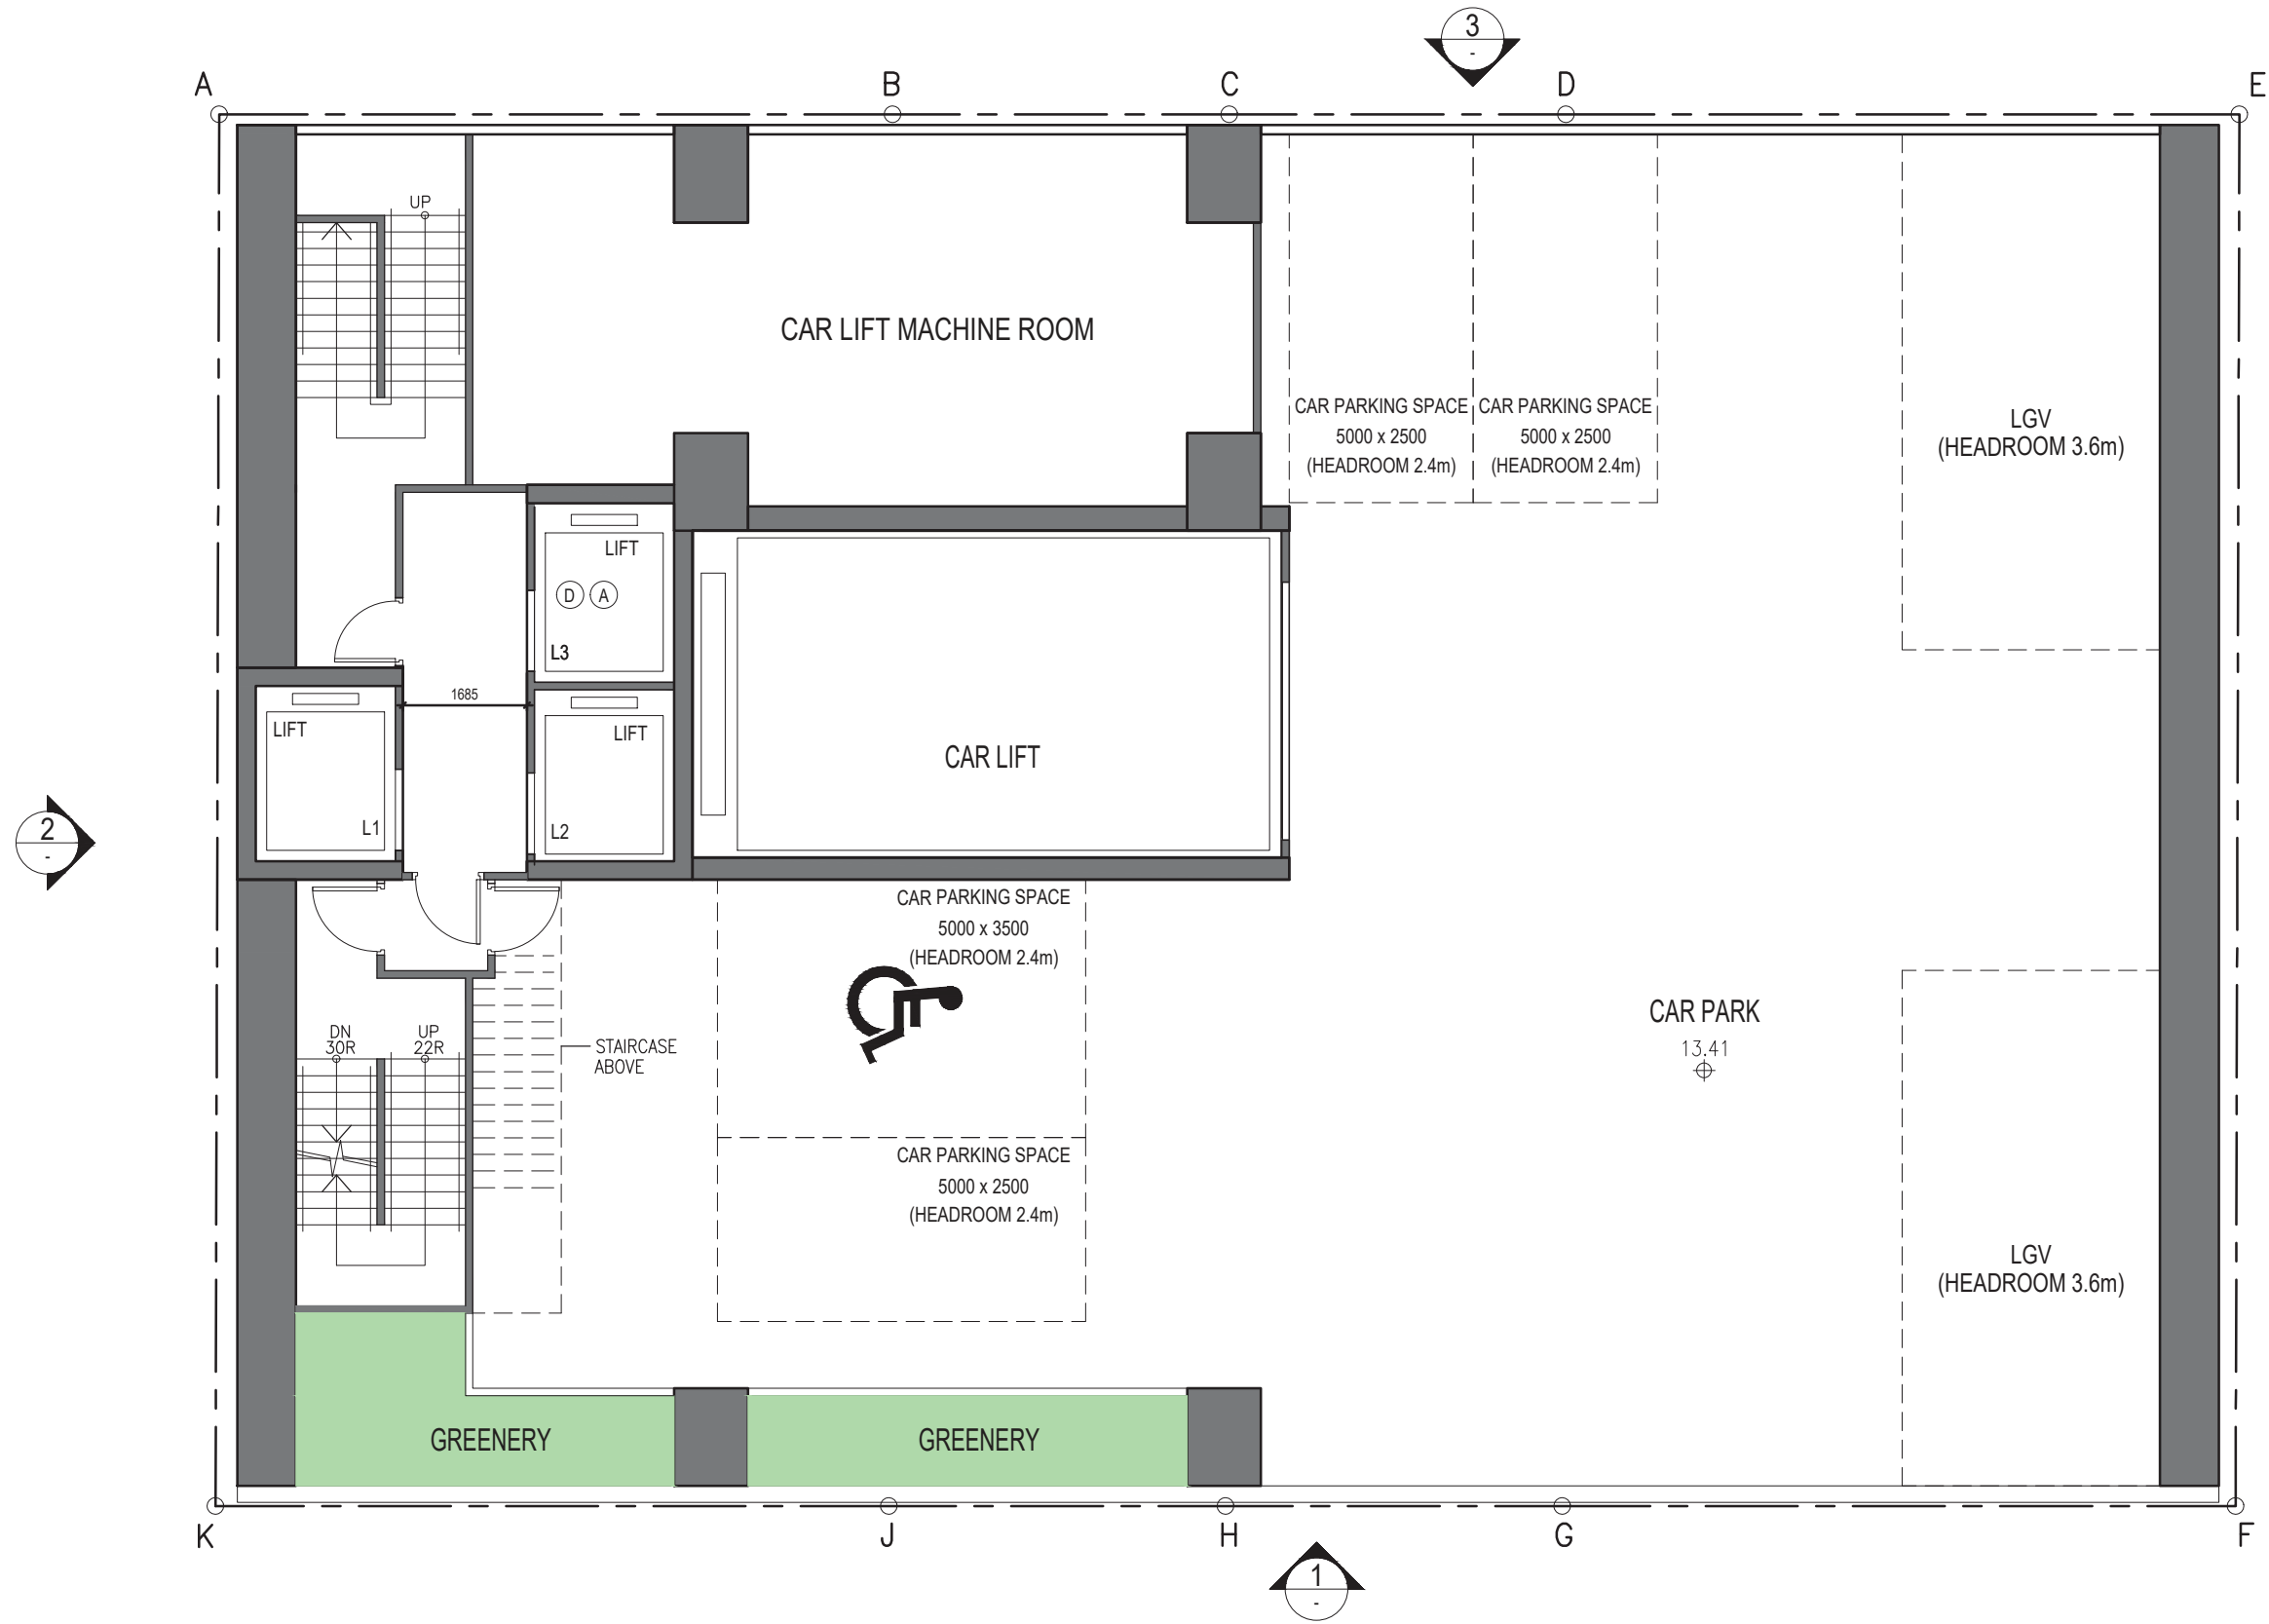 3
-
A
B
C
D
E
UP
CAR LIFT MACHINE ROOM
CAR PARKING SPACE
5000 x 2500
(HEADROOM 2.4m)
CAR PARKING SPACE
5000 x 2500
(HEADROOM 2.4m)
LGV
(HEADROOM 3.6m)
LIFT
D
A
L3
1685
LIFT
L1
LIFT
L2
CAR LIFT
2
-
CAR PARKING SPACE
5000 x 3500
(HEADROOM 2.4m)
DN
30R
UP
22R
STAIRCASE
ABOVE
CAR PARK
13.41
CAR PARKING SPACE
5000 x 2500
(HEADROOM 2.4m)
LGV
(HEADROOM 3.6m)
GREENERY
GREENERY
K
J
H
G
F
1
-